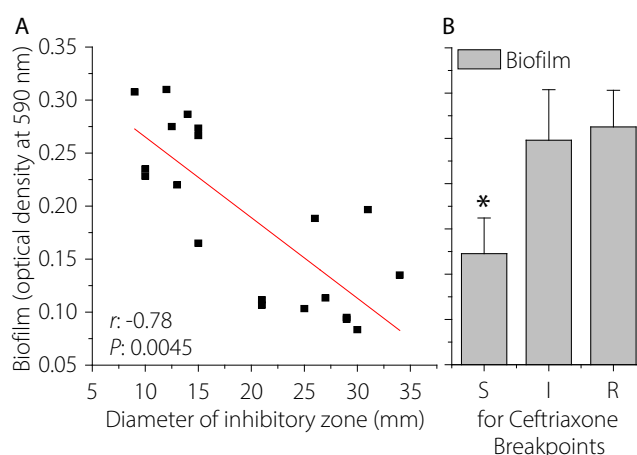 A
B
Biofilm (optical density at 590 nm)
0.35
0.30
0.25
0.20
0.15
0.10
0.05
r: -0.78
P: 0.0045
5 10 15 20 25 30 35
Diameter of inhibitory zone (mm)
Biofilm
*
S I R
for Ceftriaxone
Breakpoints